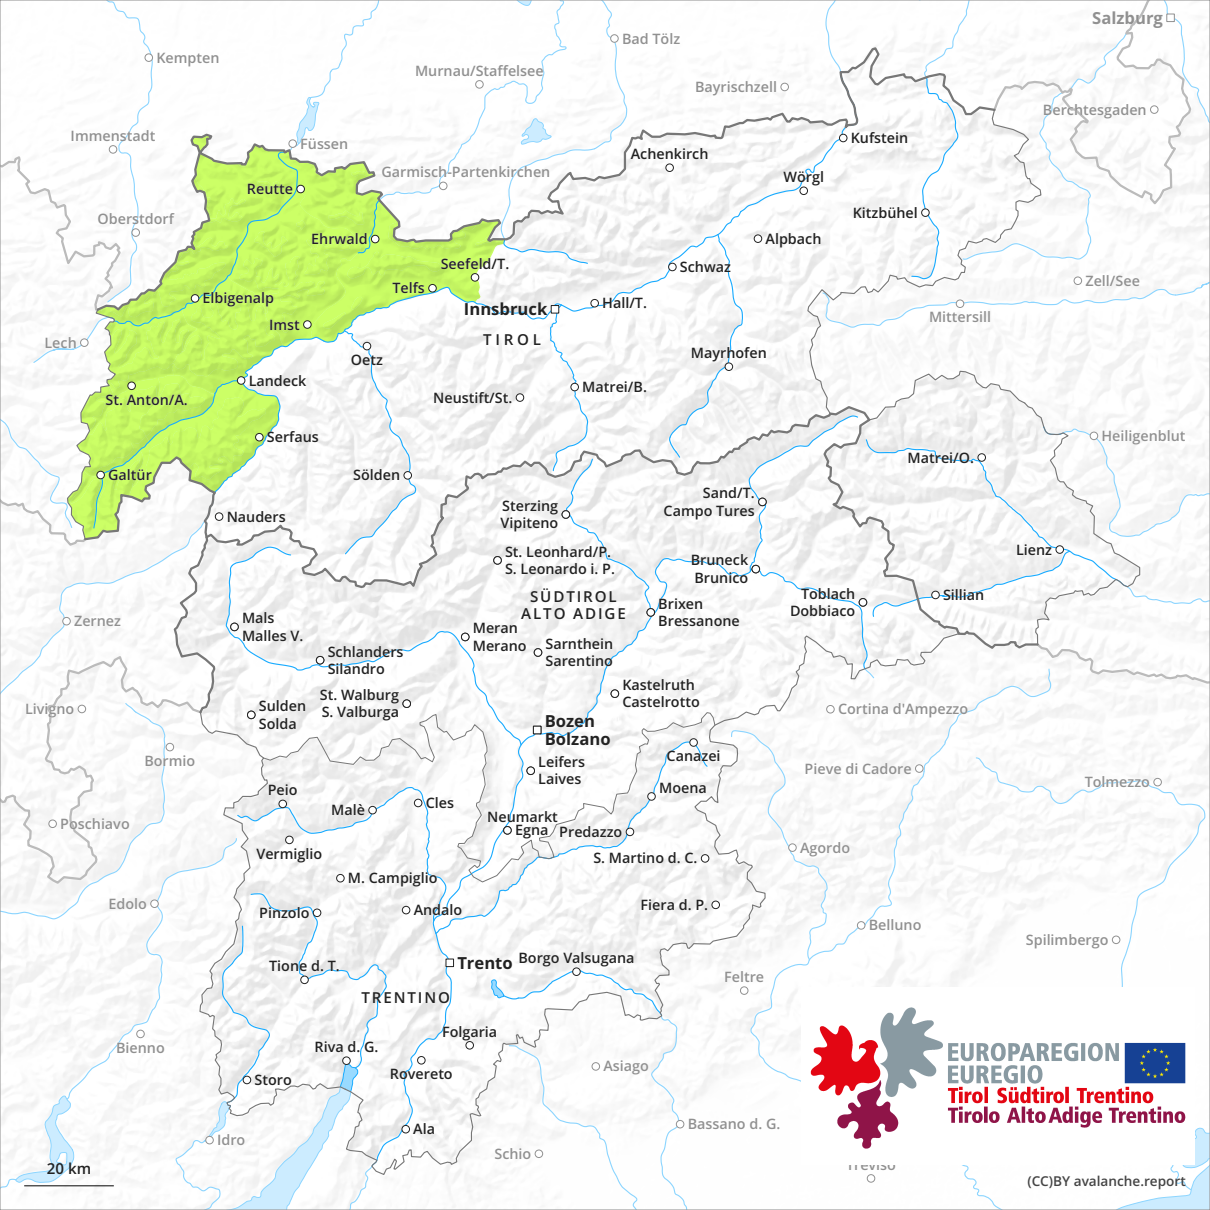 Salzburg
Bad Tölz
Kempten
Murnau/Staffelsee
Bayrischzell
Berchtesgaden
Immenstadt
Füssen
Kufstein
Achenkirch
Garmisch-Partenkirchen
Wörgl
Reutte
Oberstdorf
Kitzbühel
Ehrwald
Alpbach
Seefeld/T.
Schwaz
Zell/See
Telfs
Elbigenalp
Hall/T.
Innsbruck
Mittersill
Imst
TIROL
Lech
Oetz
Mayrhofen
Landeck
Matrei/B.
St. Anton/A.
Neustift/St.
Serfaus
Heiligenblut
Matrei/O.
Galtür
Sölden
Sand/T.
Campo Tures
Sterzing
Vipiteno
Nauders
St. Leonhard/P.
S. Leonardo i. P.
Lienz
Bruneck
Brunico
SÜDTIROL
ALTO ADIGE
Toblach
Dobbiaco
Sillian
Brixen
Bressanone
Zernez
Mals
Malles V.
Meran
Merano
Sarnthein
Sarentino
Schlanders
Silandro
Kastelruth
Castelrotto
St. Walburg
S. Valburga
Livigno
Sulden
Solda
Cortina d'Ampezzo
Bozen
Bolzano
Bormio
Canazei
Leifers
Laives
Pieve di Cadore
Tolmezzo
Peio
Moena
Malè
Cles
Neumarkt
Egna
Predazzo
Poschiavo
Vermiglio
Agordo
S. Martino d. C.
M. Campiglio
Edolo
Pinzolo
Andalo
Fiera d. P.
Belluno
Spilimbergo
Trento
Borgo Valsugana
Tione d. T.
Feltre
TRENTINO
Folgaria
Bienno
Riva d. G.
Rovereto
Asiago
Storo
EUROPAREGION
EUREGIO
Tirol Südtirol Trentino
Tirolo Alto Adige Trentino
Bassano d. G.
Ala
Idro
Schio
Treviso
20 km
(CC)BY avalanche.report